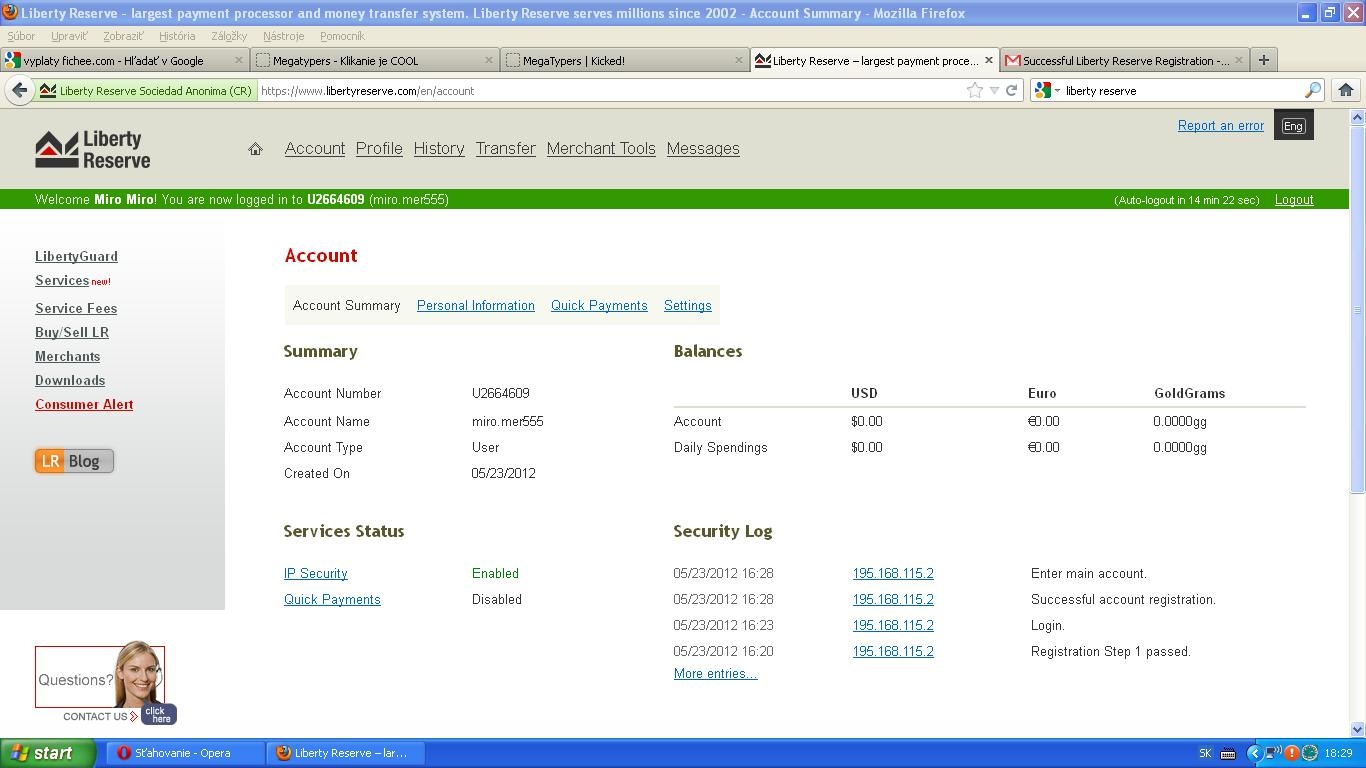 Liberty Reserve - largest payment processor and money transfer system. Liberty Reserve serves millions since 2002 - Account Summary - Mozilla Firefox
Súbor Upraviť Zobraziť História Záložky Nástroje Pomocník
vyplaty fichee.com - Hľadať v Google
Megatypers - Klikanie je COOL
MegaTypers | Kicked!
Liberty Reserve – largest payment proce...
Successful Liberty Reserve Registration -...
Liberty Reserve Sociedad Anonima (CR) https://www.libertyreserve.com/en/account liberty reserve
Report an error Eng
Liberty
Reserve
Account Profile History Transfer Merchant Tools Messages
Welcome Miro Miro! You are now logged in to U2664609 (miro.mer555) (Auto-logout in 14 min 22 sec) Logout
LibertyGuard
Services new!
Service Fees
Buy/Sell LR
Merchants
Downloads
Consumer Alert
LR Blog
Account
Account Summary Personal Information Quick Payments Settings
Summary
Account Number U2664609
Account Name miro.mer555
Account Type User
Created On 05/23/2012
Balances
USD Euro GoldGrams
Account $0.00 €0.00 0.0000gg
Daily Spendings $0.00 €0.00 0.0000gg
Services Status
IP Security Enabled
Quick Payments Disabled
Security Log
05/23/2012 16:28 195.168.115.2 Enter main account.
05/23/2012 16:28 195.168.115.2 Successful account registration.
05/23/2012 16:23 195.168.115.2 Login.
05/23/2012 16:20 195.168.115.2 Registration Step 1 passed.
More entries...
Questions?
CONTACT US click here
start Sťahovanie - Opera Liberty Reserve – lar... SK 18:29